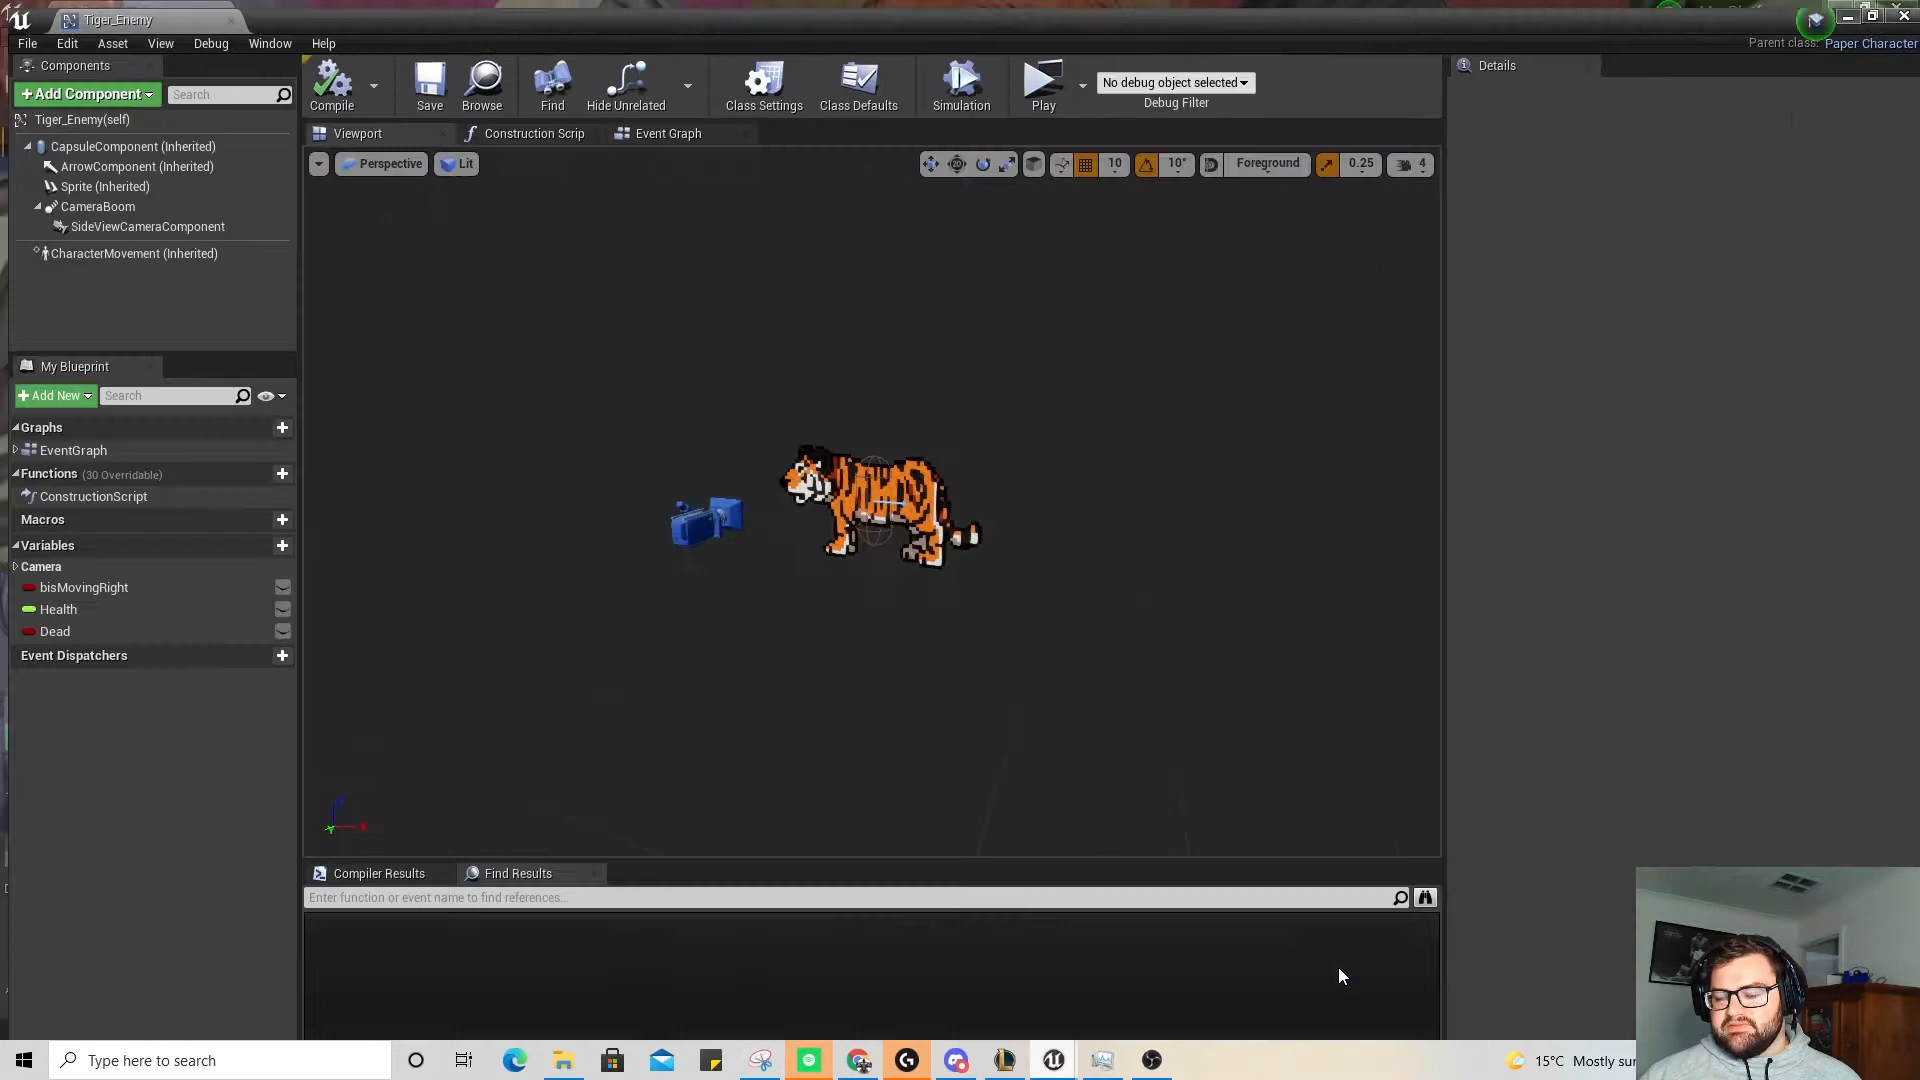 Tiger_Enemy
File Edit Asset View Debug Window Help
Parent class: Paper Character
Components
Details
+Add Component
Search
Compile
Save
Browse
Find
Hide Unrelated
Class Settings
Class Defaults
Simulation
Play
No debug object selected
Debug Filter
Tiger_Enemy(self)
Viewport
Construction Scrip
Event Graph
CapsuleComponent (Inherited)
ArrowComponent (Inherited)
Sprite (Inherited)
CameraBoom
SideViewCameraComponent
CharacterMovement (Inherited)
Perspective
Lit
10
10°
Foreground
0.25
4
My Blueprint
+Add New
Search
Graphs
EventGraph
Functions (30 Overridable)
ConstructionScript
Macros
Variables
Camera
bisMovingRight
Health
Dead
Event Dispatchers
Z
X
Y
Compiler Results
Find Results
Enter function or event name to find references...
Type here to search
15°C Mostly sun